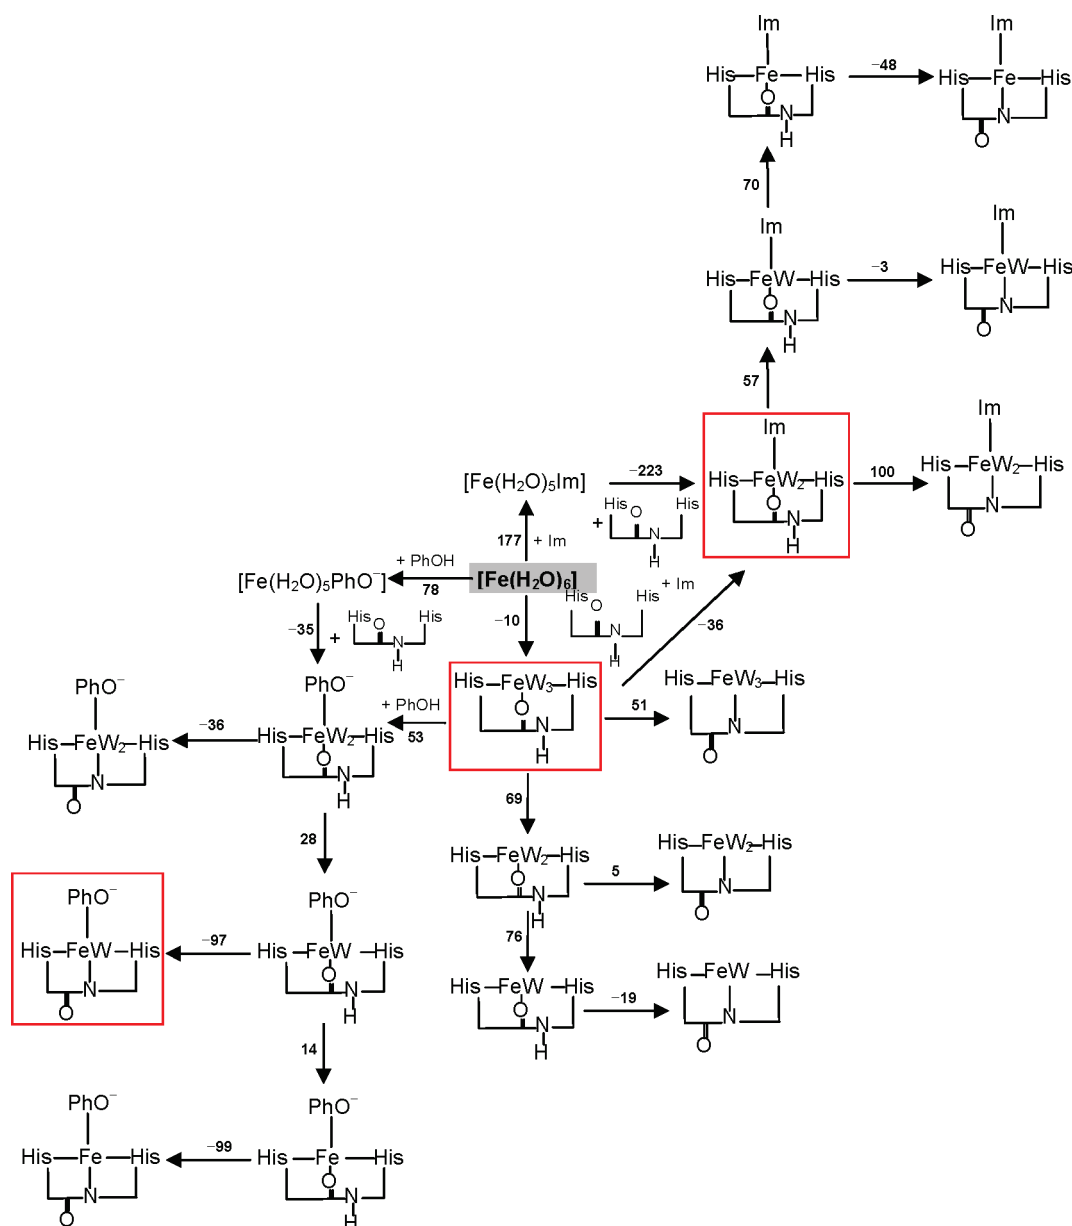 Im
Im
His Fe His
−48
His Fe His
O
N
H
N
O
70
Im
Im
His FeW His
−3
His FeW His
O
N
H
N
O
57
Im
Im
[Fe(H₂O)₅Im]
−223
His FeW₂ His
100
His FeW₂ His
His O His
+ N
H
O
N
H
N
O
177 + Im
+ PhOH
[Fe(H₂O)₅PhO⁻]
78
[Fe(H₂O)₆]
His O His + Im
N
H
−35
+
His O His
N
H
−10
−36
PhO⁻
PhO⁻
+ PhOH
53
His FeW₃ His
O
N
H
51
His FeW₃ His
N
O
His FeW₂ His
−36
His FeW₂ His
N
O
O
N
H
69
28
His FeW₂ His
O
N
H
5
His FeW₂ His
N
O
PhO⁻
PhO⁻
His FeW His
−97
His FeW His
N
O
O
N
H
76
His FeW His
O
N
H
−19
His FeW His
N
O
14
PhO⁻
PhO⁻
His Fe His
−99
His Fe His
N
O
O
N
H